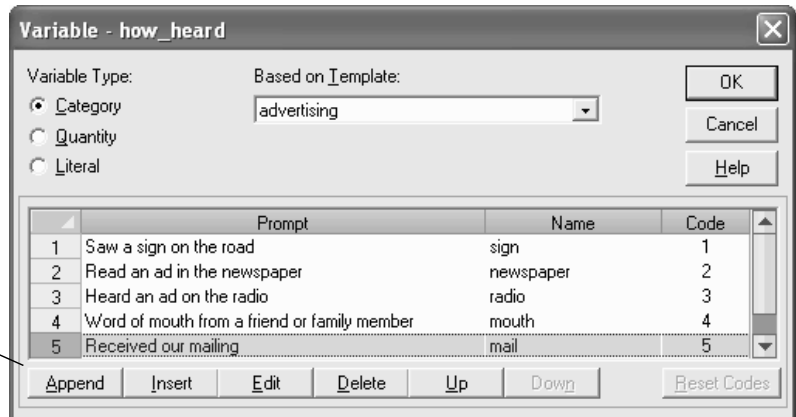 Variable - how_heard
Variable Type:
Based on Template:
Category
Quantity
Literal
advertising
OK
Cancel
Help
Prompt Name Code
1 Saw a sign on the road sign 1
2 Read an ad in the newspaper newspaper 2
3 Heard an ad on the radio radio 3
4 Word of mouth from a friend or family member mouth 4
5 Received our mailing mail 5
Append Insert Edit Delete Up Down Reset Codes